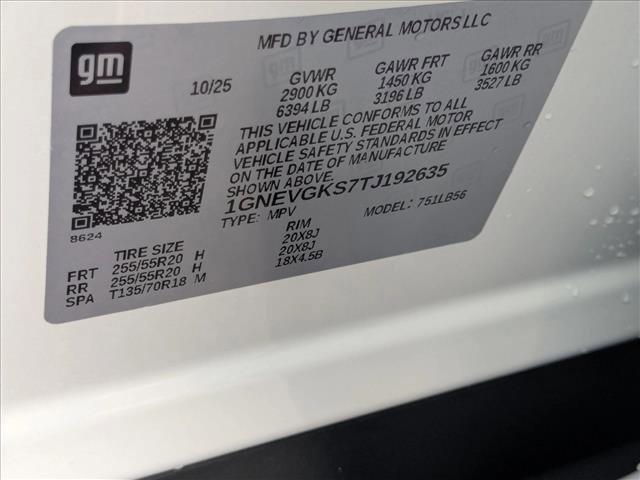 gm
MFD BY GENERAL MOTORS LLC
10/25
GVWR GAWR FRT GAWR RR
2900 KG 1450 KG 1600 KG
6394 LB 3196 LB 3527 LB
THIS VEHICLE CONFORMS TO ALL
APPLICABLE U.S. FEDERAL MOTOR
VEHICLE SAFETY STANDARDS IN EFFECT
ON THE DATE OF MANUFACTURE
SHOWN ABOVE.
1GNEVGKS7TJ192635
TYPE: MPV MODEL: 751LB56
8624
TIRE SIZE RIM
FRT 255/55R20 H 20X8J
RR 255/55R20 H 20X8J
SPA T135/70R18 M 18X4.5B